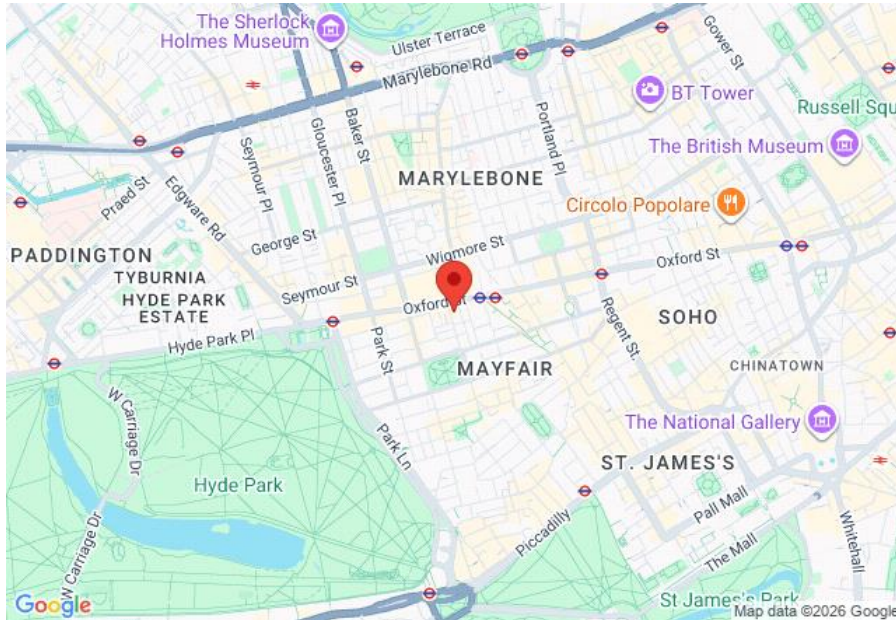 The Sherlock
Holmes Museum
Ulster Terrace
Marylebone Rd
Gower St
BT Tower
Russell Squ
Portland Pl
Baker St
Gloucester Pl
Seymour Pl
The British Museum
MARYLEBONE
Praed St
Edgware Rd
Circolo Popolare
George St
Wigmore St
PADDINGTON
TYBURNIA
HYDE PARK
ESTATE
Seymour St
Oxford St
Oxford St
Regent St.
SOHO
Hyde Park Pl
Park St
MAYFAIR
CHINATOWN
W Carriage Dr
The National Gallery
Park Ln
ST. JAMES'S
Hyde Park
Pall Mall
Piccadilly
W Carriage Dr
The Mall
Whitehall
St James's Park
Google
Map data ©2026 Google